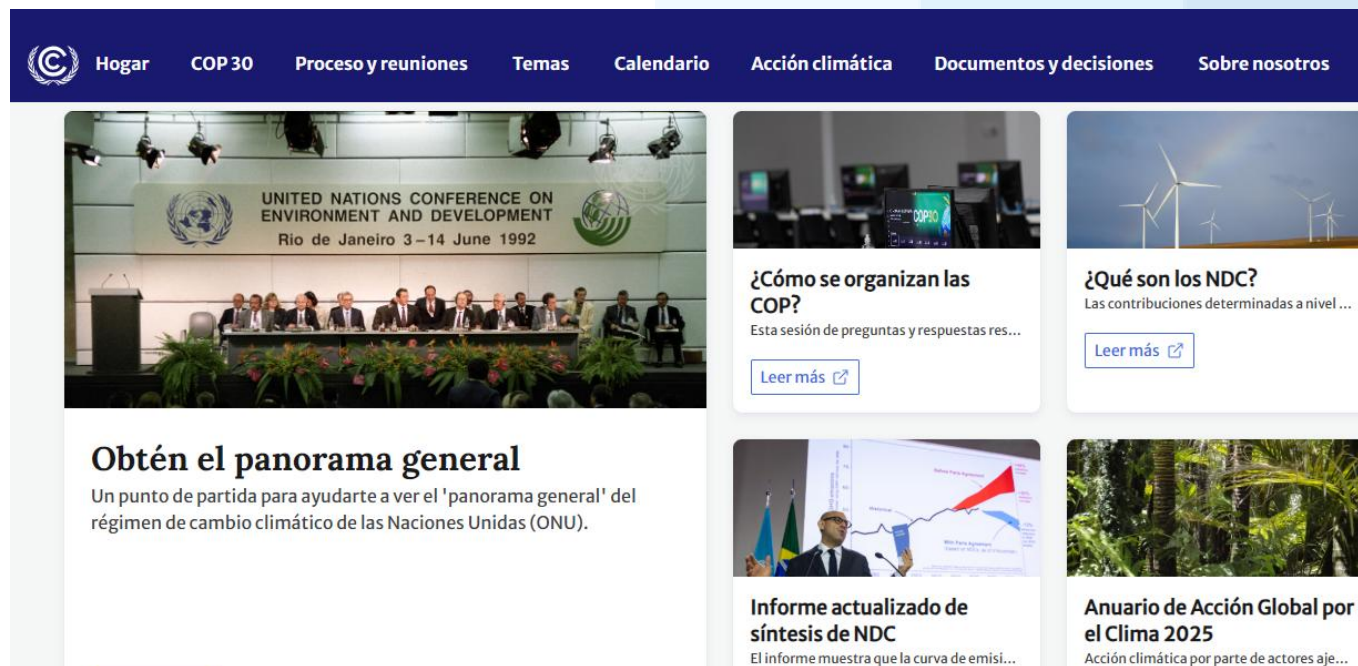 Hogar
COP 30
Proceso y reuniones
Temas
Calendario
Acción climática
Documentos y decisiones
Sobre nosotros
UNITED NATIONS CONFERENCE ON
ENVIRONMENT AND DEVELOPMENT
Rio de Janeiro 3–14 June 1992
Obtén el panorama general
Un punto de partida para ayudarte a ver el 'panorama general' del
régimen de cambio climático de las Naciones Unidas (ONU).
COP30
¿Cómo se organizan las
COP?
Esta sesión de preguntas y respuestas res...
Leer más
¿Qué son los NDC?
Las contribuciones determinadas a nivel ...
Leer más
Informe actualizado de
síntesis de NDC
El informe muestra que la curva de emisi...
Anuario de Acción Global por
el Clima 2025
Acción climática por parte de actores aje...